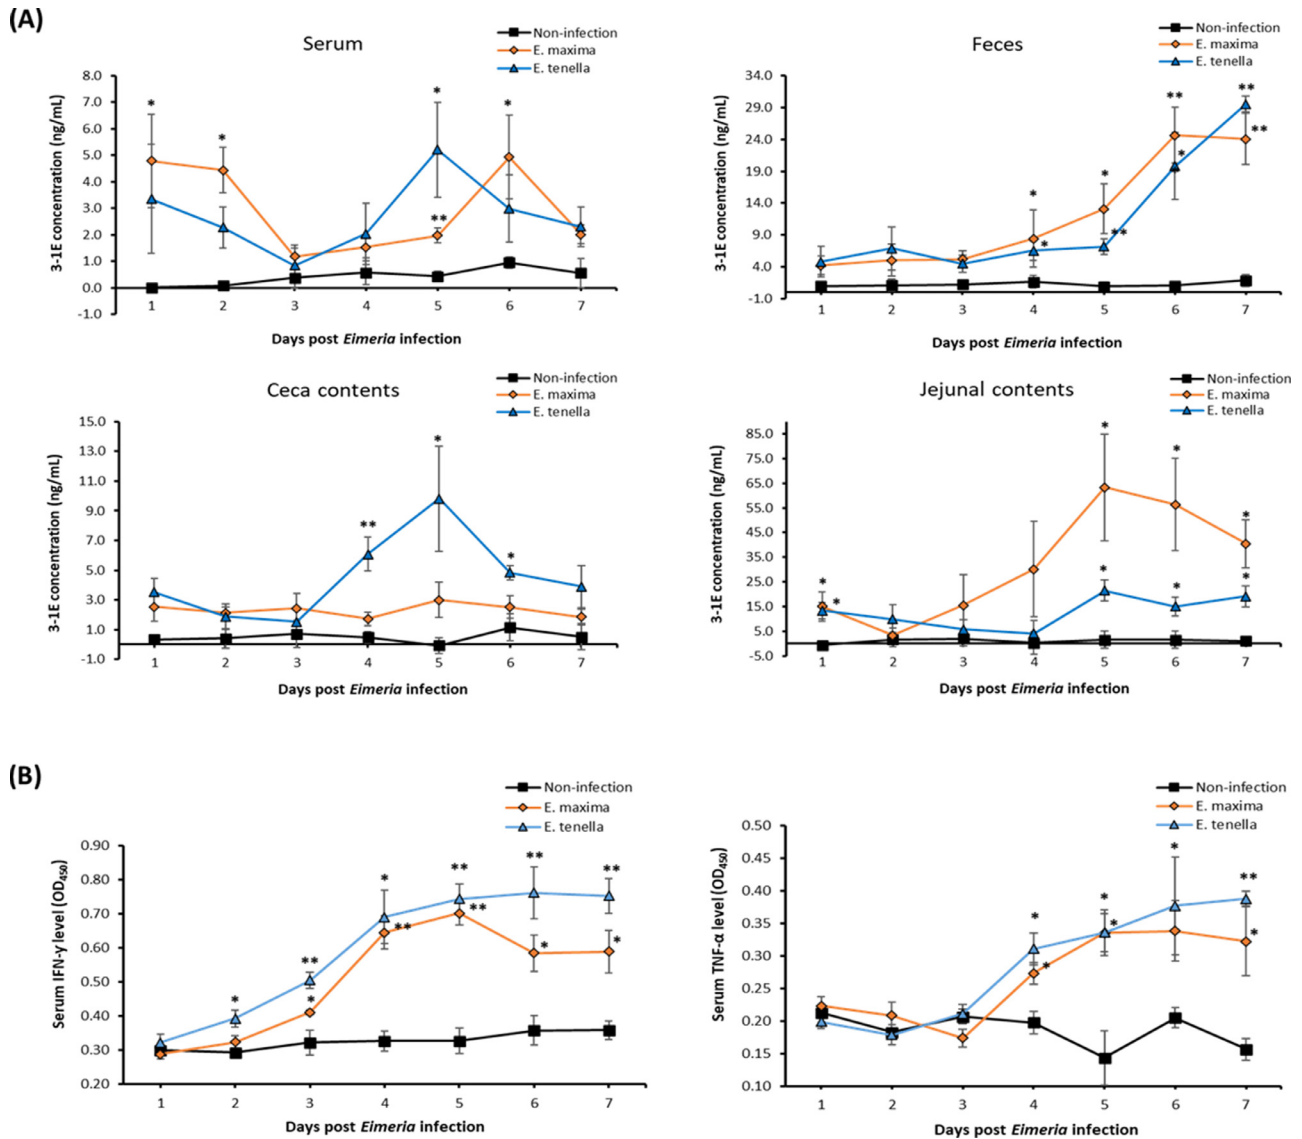 (A)
Serum
Non-infection
E. maxima
E. tenella
3-1E concentration (ng/mL)
8.0
7.0
6.0
5.0
4.0
3.0
2.0
1.0
0.0
-1.0
* * ** * *
1 2 3 4 5 6 7
Days post Eimeria infection
Feces
Non-infection
E. maxima
E. tenella
3-1E concentration (ng/mL)
34.0
29.0
24.0
19.0
14.0
9.0
4.0
-1.0
* * * ** ** * ** **
1 2 3 4 5 6 7
Days post Eimeria infection
Ceca contents
Non-infection
E. maxima
E. tenella
3-1E concentration (ng/mL)
15.0
13.0
11.0
9.0
7.0
5.0
3.0
1.0
-1.0
** * *
1 2 3 4 5 6 7
Days post Eimeria infection
Jejunal contents
Non-infection
E. maxima
E. tenella
3-1E concentration (ng/mL)
85.0
75.0
65.0
55.0
45.0
35.0
25.0
15.0
5.0
-5.0
* * * * * * * *
1 2 3 4 5 6 7
Days post Eimeria infection
(B)
Non-infection
E. maxima
E. tenella
Serum IFN-γ level (OD450)
0.90
0.80
0.70
0.60
0.50
0.40
0.30
0.20
* ** * * ** ** ** ** * ** *
1 2 3 4 5 6 7
Days post Eimeria infection
Non-infection
E. maxima
E. tenella
Serum TNF-α level (OD450)
0.50
0.45
0.40
0.35
0.30
0.25
0.20
0.15
0.10
* * * * * ** *
1 2 3 4 5 6 7
Days post Eimeria infection